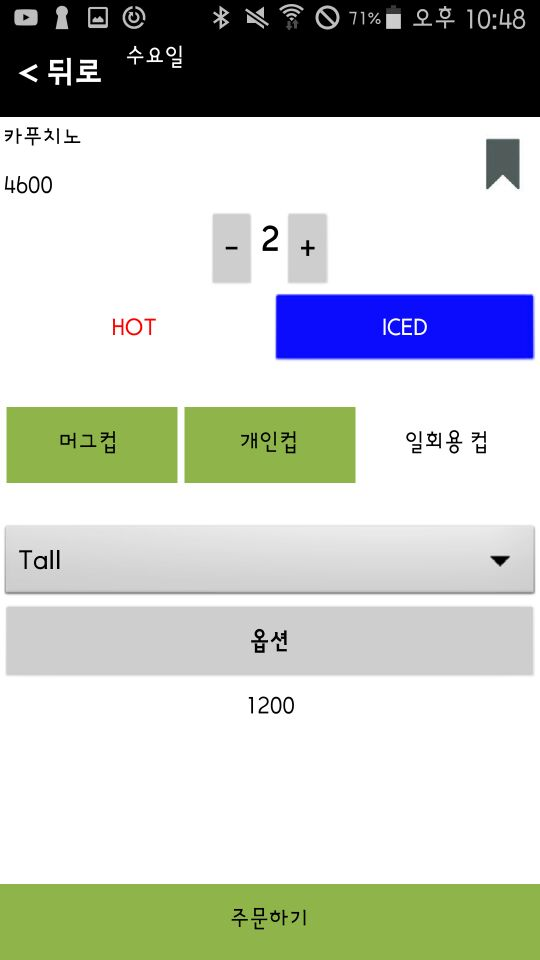 71% 오후 10:48
< 뒤로 수요일
카푸치노
4600
- 2 +
HOT ICED
머그컵 개인컵 일회용 컵
Tall
옵션
1200
주문하기